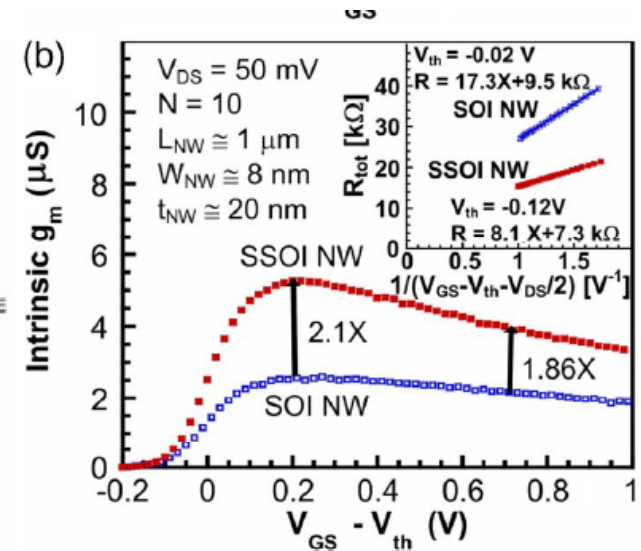 GS
(b)
V_DS = 50 mV
N = 10
L_NW ≅ 1 μm
W_NW ≅ 8 nm
t_NW ≅ 20 nm
V_th = -0.02 V
R = 17.3X+9.5 kΩ
SOI NW
SSOI NW
V_th = -0.12V
R = 8.1 X+7.3 kΩ
R_tot [kΩ]
40
30
20
10
0
0 0.5 1 1.5
1/(V_GS-V_th-V_DS/2) [V⁻¹]
SSOI NW
2.1X
1.86X
SOI NW
Intrinsic g_m (μS)
10
8
6
4
2
0
-0.2 0 0.2 0.4 0.6 0.8 1
V_GS - V_th (V)